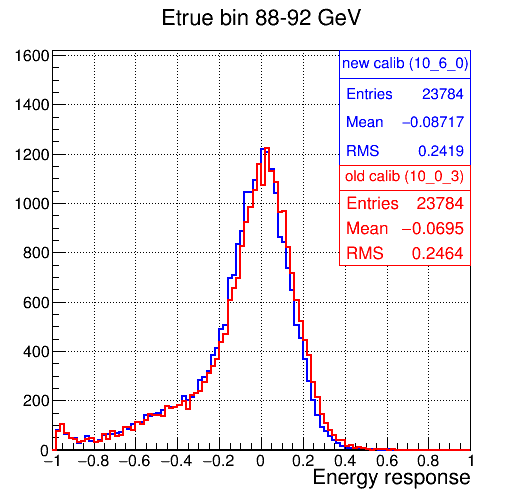 Etrue bin 88-92 GeV
new calib (10_6_0)
Entries 23784
Mean −0.08717
RMS 0.2419
old calib (10_0_3)
Entries 23784
Mean −0.0695
RMS 0.2464
1600
1400
1200
1000
800
600
400
200
0
−1 −0.8 −0.6 −0.4 −0.2 0 0.2 0.4 0.6 0.8 1
Energy response